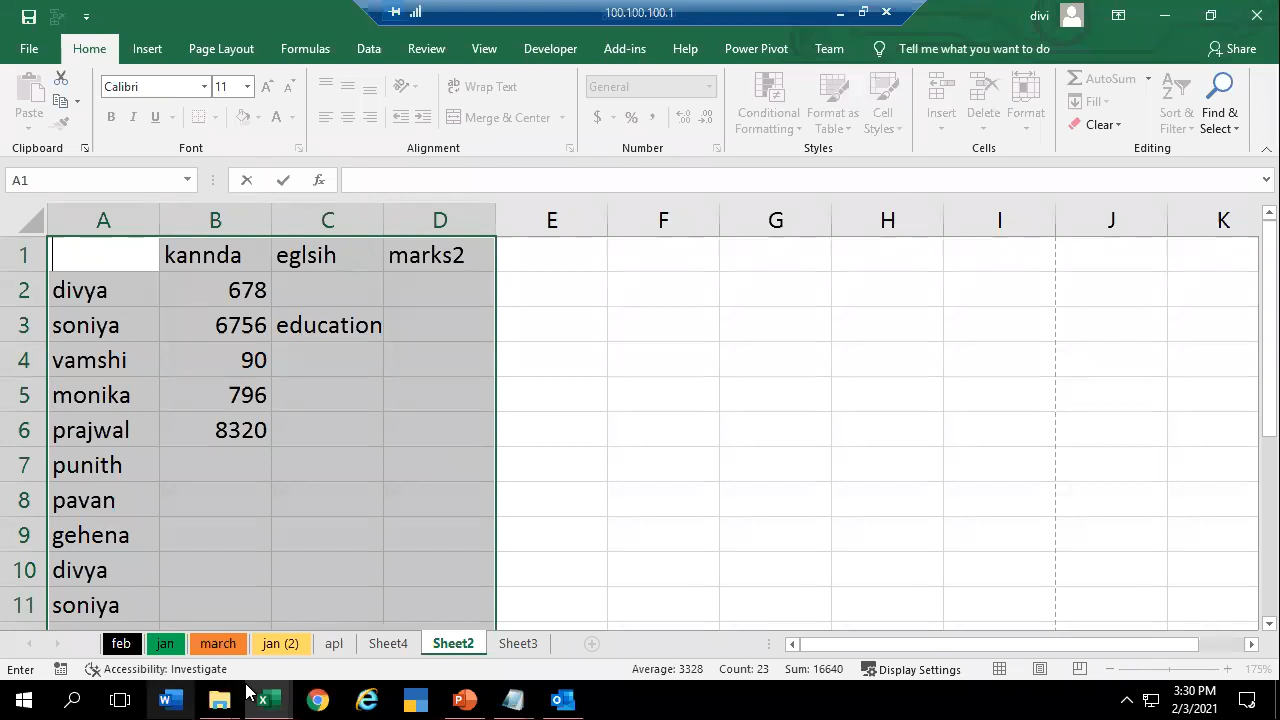 100.100.100.1
divi
File Home Insert Page Layout Formulas Data Review View Developer Add-ins Help Power Pivot Team Tell me what you want to do Share
Paste
Calibri 11
B I U A
Wrap Text
Merge & Center
General
$ % ,
Conditional Formatting
Format as Table
Cell Styles
Insert Delete Format
AutoSum
Fill
Clear
Sort & Filter
Find & Select
Clipboard Font Alignment Number Styles Cells Editing
A1 fx
A B C D E F G H I J K
1 kannda eglsih marks2
2 divya 678
3 soniya 6756 education
4 vamshi 90
5 monika 796
6 prajwal 8320
7 punith
8 pavan
9 gehena
10 divya
11 soniya
feb jan march jan (2) apl Sheet4 Sheet2 Sheet3
Enter Accessibility: Investigate Average: 3328 Count: 23 Sum: 16640 Display Settings 175%
3:30 PM
2/3/2021